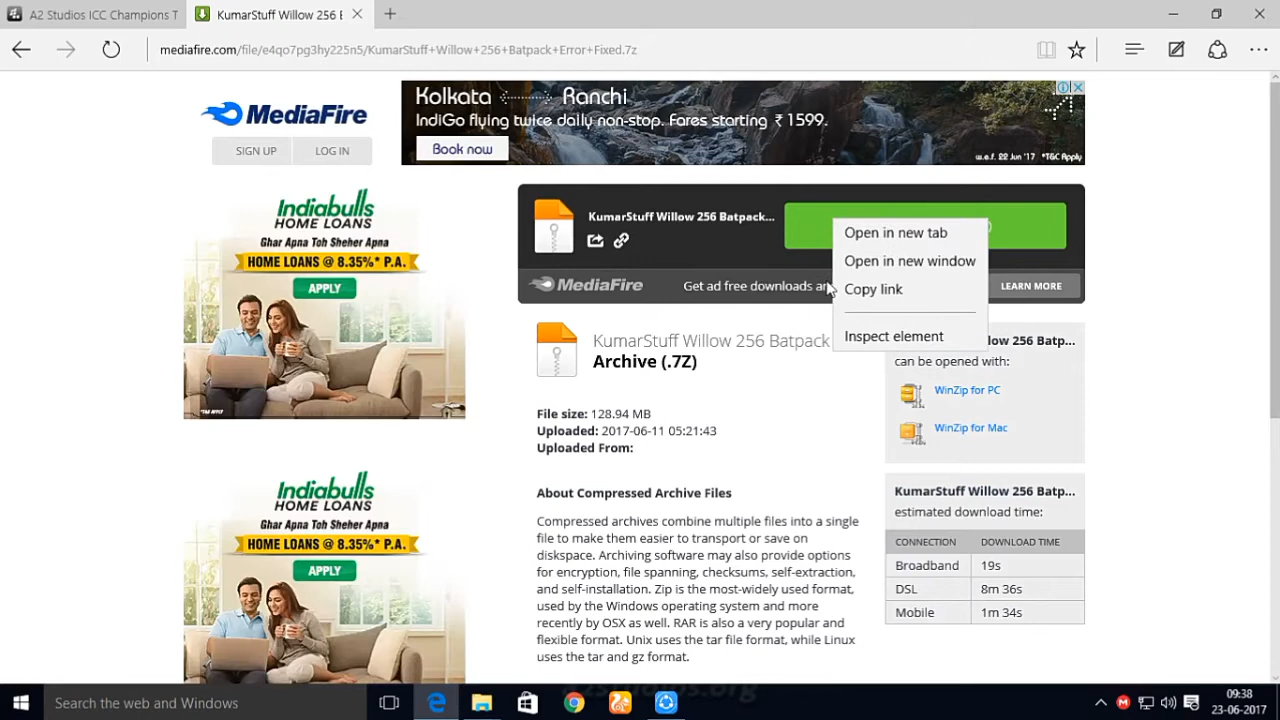 A2 Studios ICC Champions T
KumarStuff Willow 256 E
mediafire.com/file/e4qo7pg3hy225n5/KumarStuff+Willow+256+Batpack+Error+Fixed.7z
MediaFire
SIGN UP
LOG IN
Kolkata Ranchi
IndiGo flying twice daily non-stop. Fares starting ₹ 1599.
Book now
w.e.f. 22 Jun '17 *T&C Apply
Indiabulls
HOME LOANS
Ghar Apna Toh Sheher Apna
HOME LOANS @ 8.35%* P.A.
APPLY
*T&C APPLY
KumarStuff Willow 256 Batpack...
MediaFire
Get ad free downloads
LEARN MORE
Open in new tab
Open in new window
Copy link
Inspect element
KumarStuff Willow 256 Batpack
Archive (.7Z)
File size: 128.94 MB
Uploaded: 2017-06-11 05:21:43
Uploaded From:
About Compressed Archive Files
Compressed archives combine multiple files into a single
file to make them easier to transport or save on
diskspace. Archiving software may also provide options
for encryption, file spanning, checksums, self-extraction,
and self-installation. Zip is the most-widely used format,
used by the Windows operating system and more
recently by OSX as well. RAR is also a very popular and
flexible format. Unix uses the tar file format, while Linux
uses the tar and gz format.
low 256 Batp...
can be opened with:
WinZip for PC
WinZip for Mac
KumarStuff Willow 256 Batp...
estimated download time:
CONNECTION DOWNLOAD TIME
Broadband 19s
DSL 8m 36s
Mobile 1m 34s
Indiabulls
HOME LOANS
Ghar Apna Toh Sheher Apna
HOME LOANS @ 8.35%* P.A.
APPLY
Search the web and Windows
09:38
23-06-2017